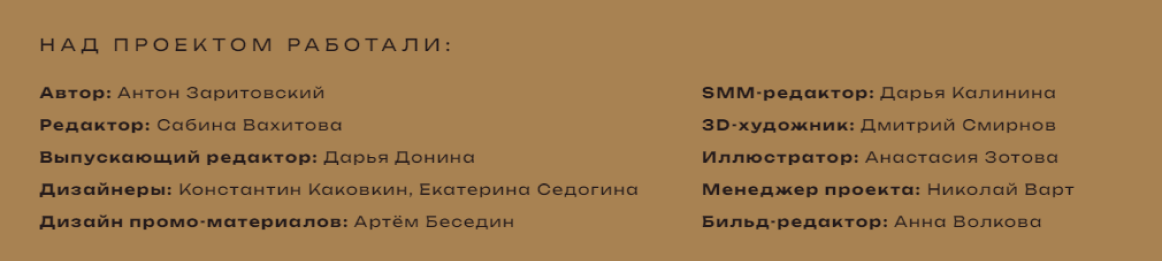 НАД ПРОЕКТОМ РАБОТАЛИ:
Автор: Антон Заритовский
Редактор: Сабина Вахитова
Выпускающий редактор: Дарья Донина
Дизайнеры: Константин Каковкин, Екатерина Седогина
Дизайн промо-материалов: Артём Беседин
SMM-редактор: Дарья Калинина
3D-художник: Дмитрий Смирнов
Иллюстратор: Анастасия Зотова
Менеджер проекта: Николай Варт
Бильд-редактор: Анна Волкова